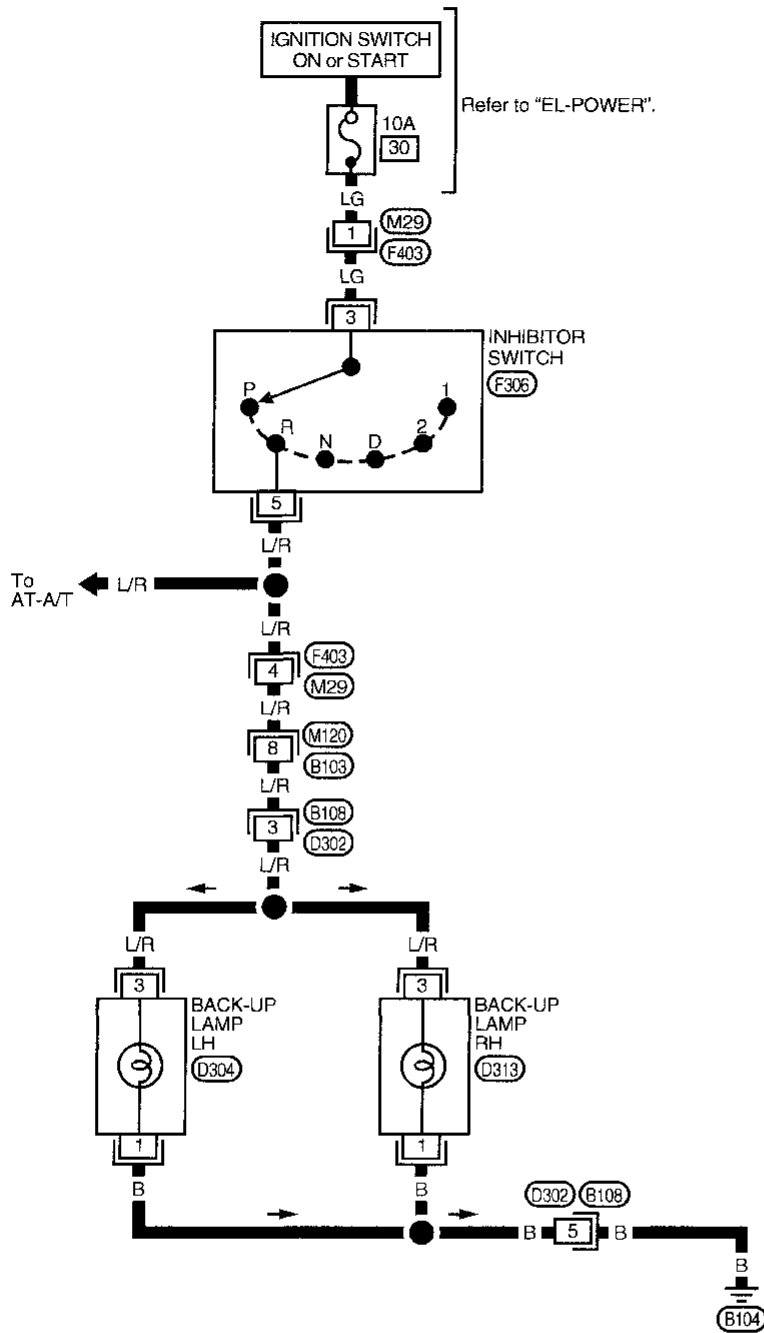 IGNITION SWITCH
ON or START
Refer to “EL-POWER”.
10A
30
LG
1
M29
F403
LG
3
INHIBITOR
SWITCH
F306
P
R
N
D
2
1
5
L/R
To
AT-A/T
L/R
L/R
4
F403
M29
L/R
8
M120
B103
L/R
3
B108
D302
L/R
L/R
L/R
3
BACK-UP
LAMP
LH
D304
1
B
3
BACK-UP
LAMP
RH
D313
1
B
D302 B108
B 5 B
B
B104